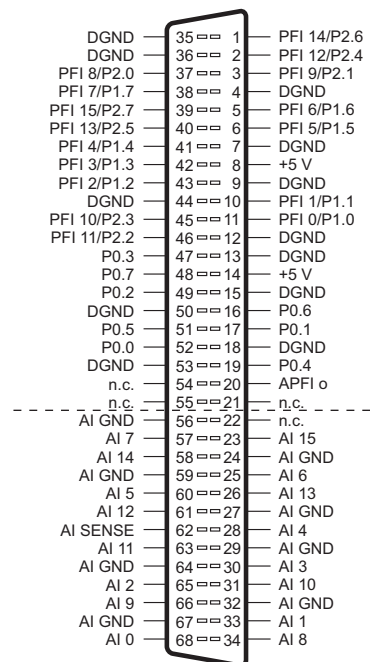 DGND 35 1 PFI 14/P2.6
DGND 36 2 PFI 12/P2.4
PFI 8/P2.0 37 3 PFI 9/P2.1
PFI 7/P1.7 38 4 DGND
PFI 15/P2.7 39 5 PFI 6/P1.6
PFI 13/P2.5 40 6 PFI 5/P1.5
PFI 4/P1.4 41 7 DGND
PFI 3/P1.3 42 8 +5 V
PFI 2/P1.2 43 9 DGND
DGND 44 10 PFI 1/P1.1
PFI 10/P2.3 45 11 PFI 0/P1.0
PFI 11/P2.2 46 12 DGND
P0.3 47 13 DGND
P0.7 48 14 +5 V
P0.2 49 15 DGND
DGND 50 16 P0.6
P0.5 51 17 P0.1
P0.0 52 18 DGND
DGND 53 19 P0.4
n.c. 54 20 APFI o
n.c. 55 21 n.c.
AI GND 56 22 n.c.
AI 7 57 23 AI 15
AI 14 58 24 AI GND
AI GND 59 25 AI 6
AI 5 60 26 AI 13
AI 12 61 27 AI GND
AI SENSE 62 28 AI 4
AI 11 63 29 AI GND
AI GND 64 30 AI 3
AI 2 65 31 AI 10
AI 9 66 32 AI GND
AI GND 67 33 AI 1
AI 0 68 34 AI 8